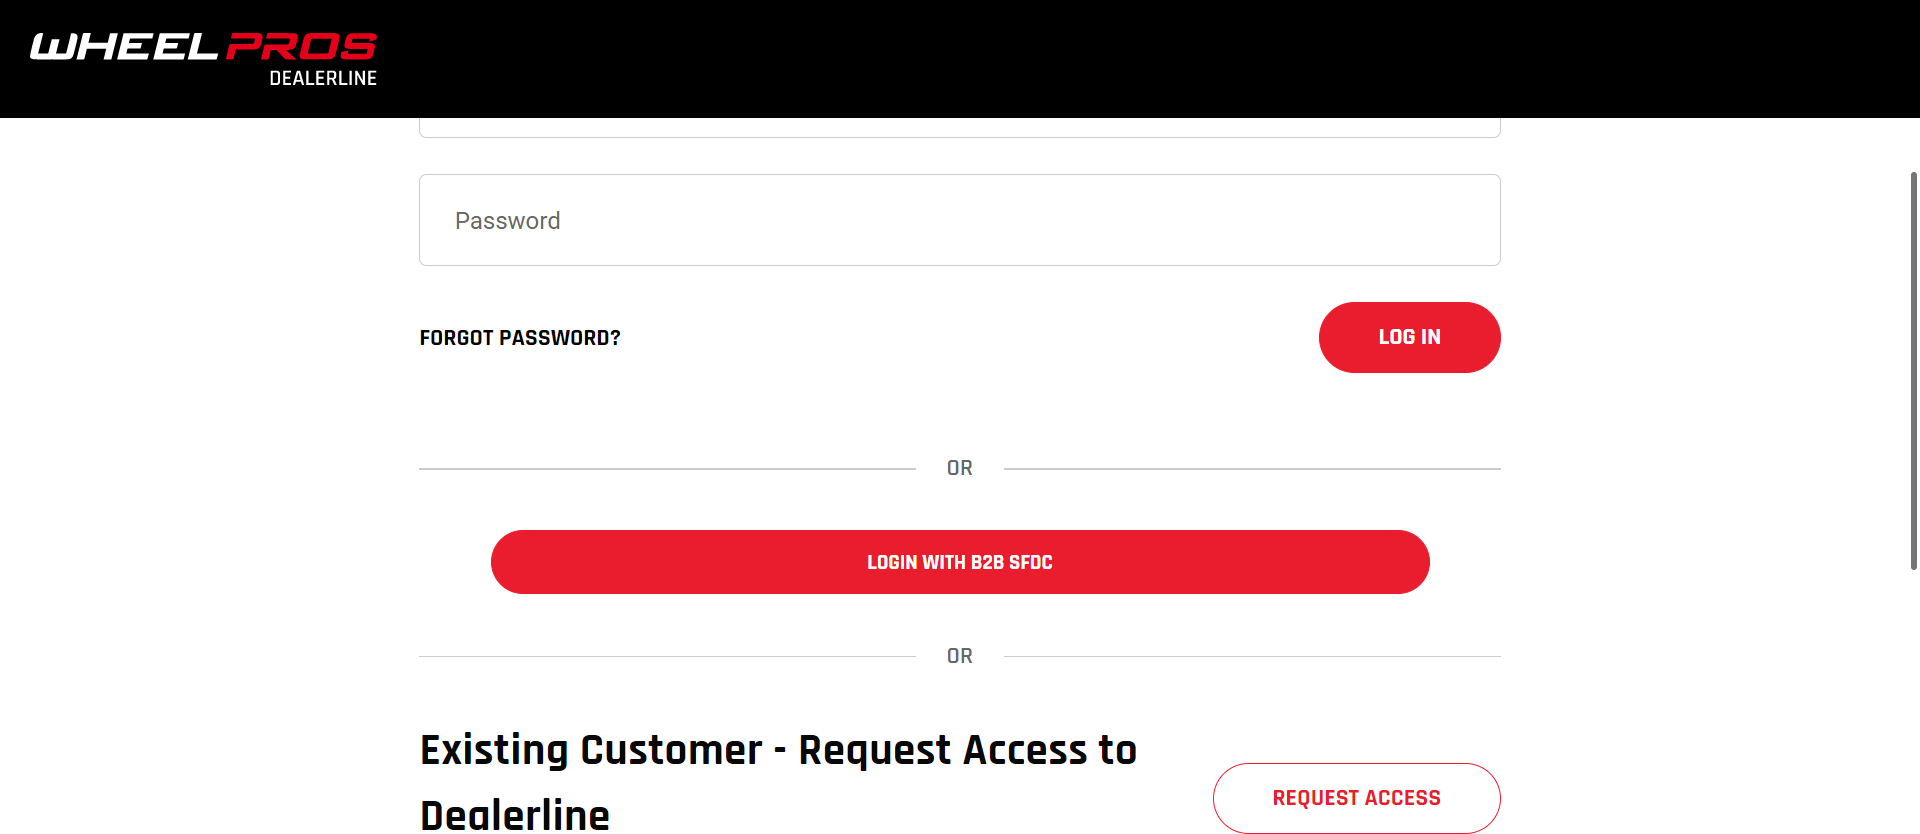 WHEEL PROS
DEALERLINE
Password
FORGOT PASSWORD?
LOG IN
OR
LOGIN WITH B2B SFDC
OR
Existing Customer - Request Access to
Dealerline
REQUEST ACCESS